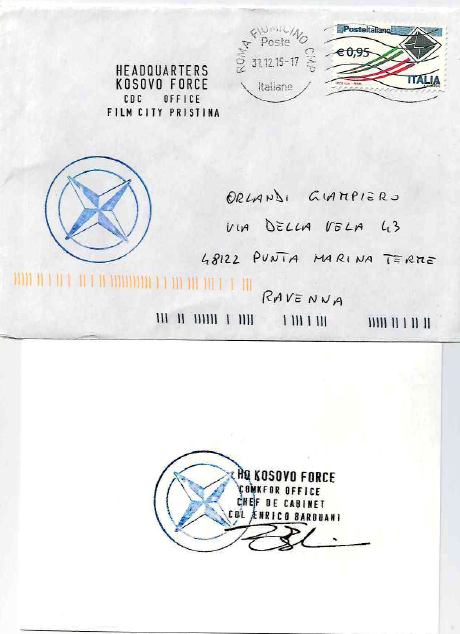 HEADQUARTERS
KOSOVO FORCE
CDC OFFICE
FILM CITY PRISTINA
ROMA FIUMICINO CMP
Poste
31.12.15-17
Italiane
Posteitaliane
€0,95
ITALIA
ORLANDI GIAMPIERO
VIA DELLA VELA 43
48122 PUNTA MARINA TERME
RAVENNA
HQ KOSOVO FORCE
COMKFOR OFFICE
CHEF DE CABINET
COL ENRICO BARDUANI